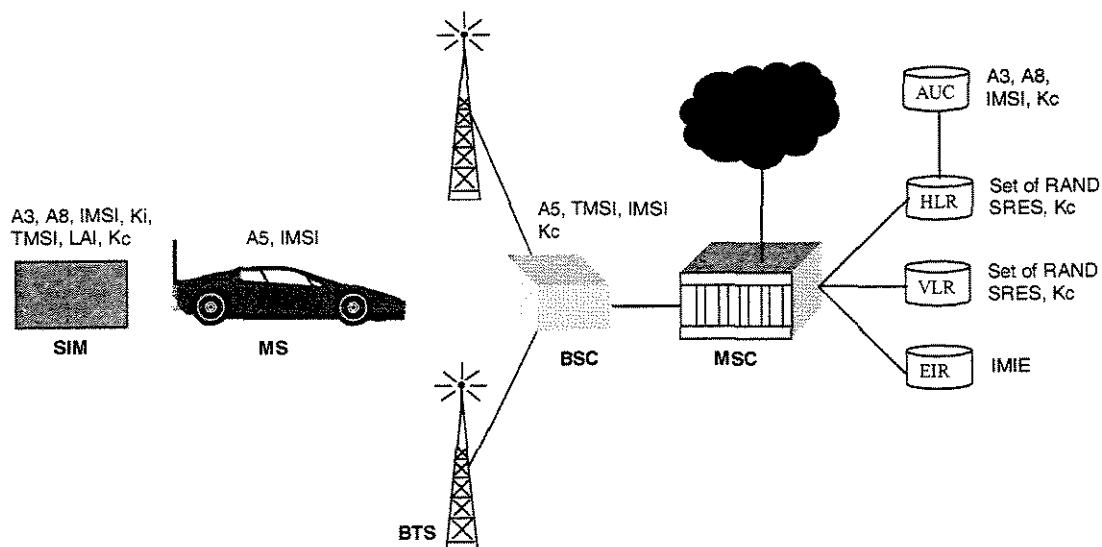 A3, A8, IMSI, Ki,
TMSI, LAI, Kc
SIM
A5, IMSI
MS
BTS
A5, TMSI, IMSI
Kc
BSC
MSC
AUC
A3, A8,
IMSI, Kc
HLR
Set of RAND
SRES, Kc
VLR
Set of RAND
SRES, Kc
EIR
IMIE